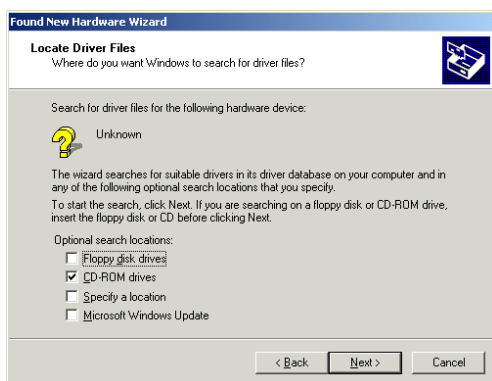 Found New Hardware Wizard
Locate Driver Files
Where do you want Windows to search for driver files?
Search for driver files for the following hardware device:
Unknown
The wizard searches for suitable drivers in its driver database on your computer and in
any of the following optional search locations that you specify.
To start the search, click Next. If you are searching on a floppy disk or CD-ROM drive,
insert the floppy disk or CD before clicking Next.
Optional search locations:
Floppy disk drives
CD-ROM drives
Specify a location
Microsoft Windows Update
< Back Next > Cancel